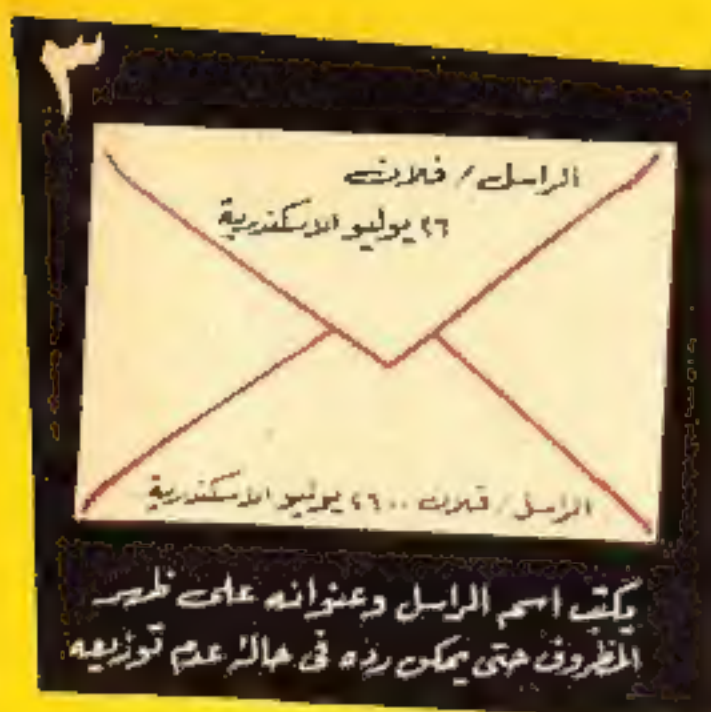 ٣
الراسل / فلان
٢٦ يوليو الاسكندرية
الراسل / فلان .. ٢٦ يوليو الاسكندرية
يكتب اسم الراسل وعنوانه على ظهر
المظروف حتى يمكن رده فى حالة عدم توزيعه